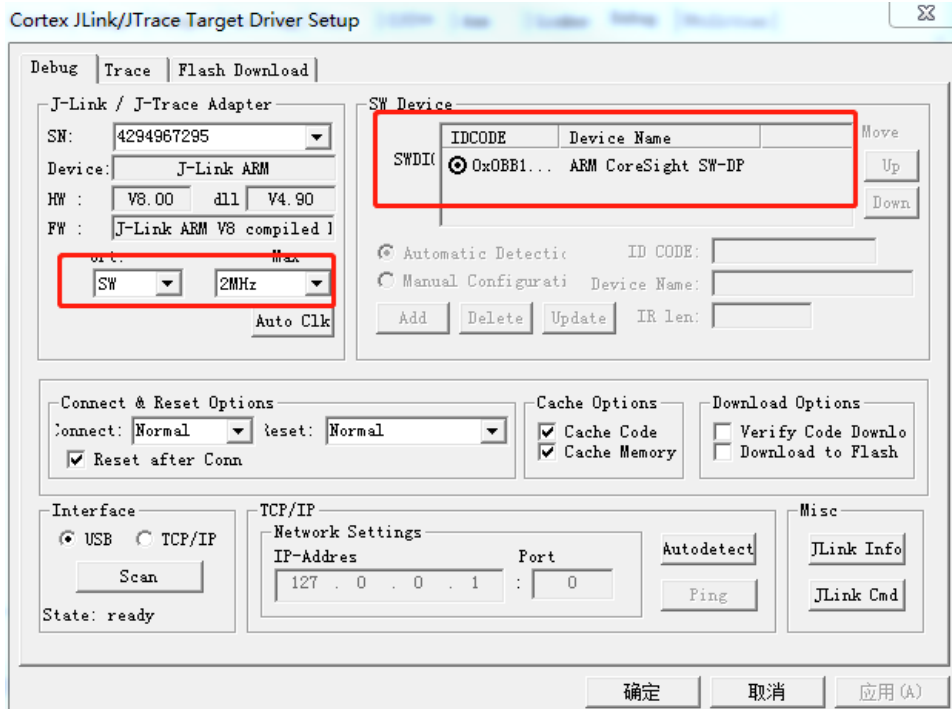 Cortex JLink/JTrace Target Driver Setup
Debug Trace Flash Download
J-Link / J-Trace Adapter
SN: 4294967295
Device: J-Link ARM
HW : V8.00 dll V4.90
FW : J-Link ARM V8 compiled
Max
SW 2MHz
Auto Clk
SW Device
IDCODE Device Name
SWDI(
0x0BB1... ARM CoreSight SW-DP
Move
Up
Down
Automatic Detectic ID CODE:
Manual Configurati Device Name:
Add Delete Update IR len:
Connect & Reset Options
Connect: Normal Reset: Normal
Reset after Conn
Cache Options
Cache Code
Cache Memory
Download Options
Verify Code Downlo
Download to Flash
Interface
USB TCP/IP
Scan
State: ready
TCP/IP
Network Settings
IP-Addres Port
127 . 0 . 0 . 1 : 0
Autodetect
Ping
Misc
JLink Info
JLink Cmd
确定 取消 应用(A)